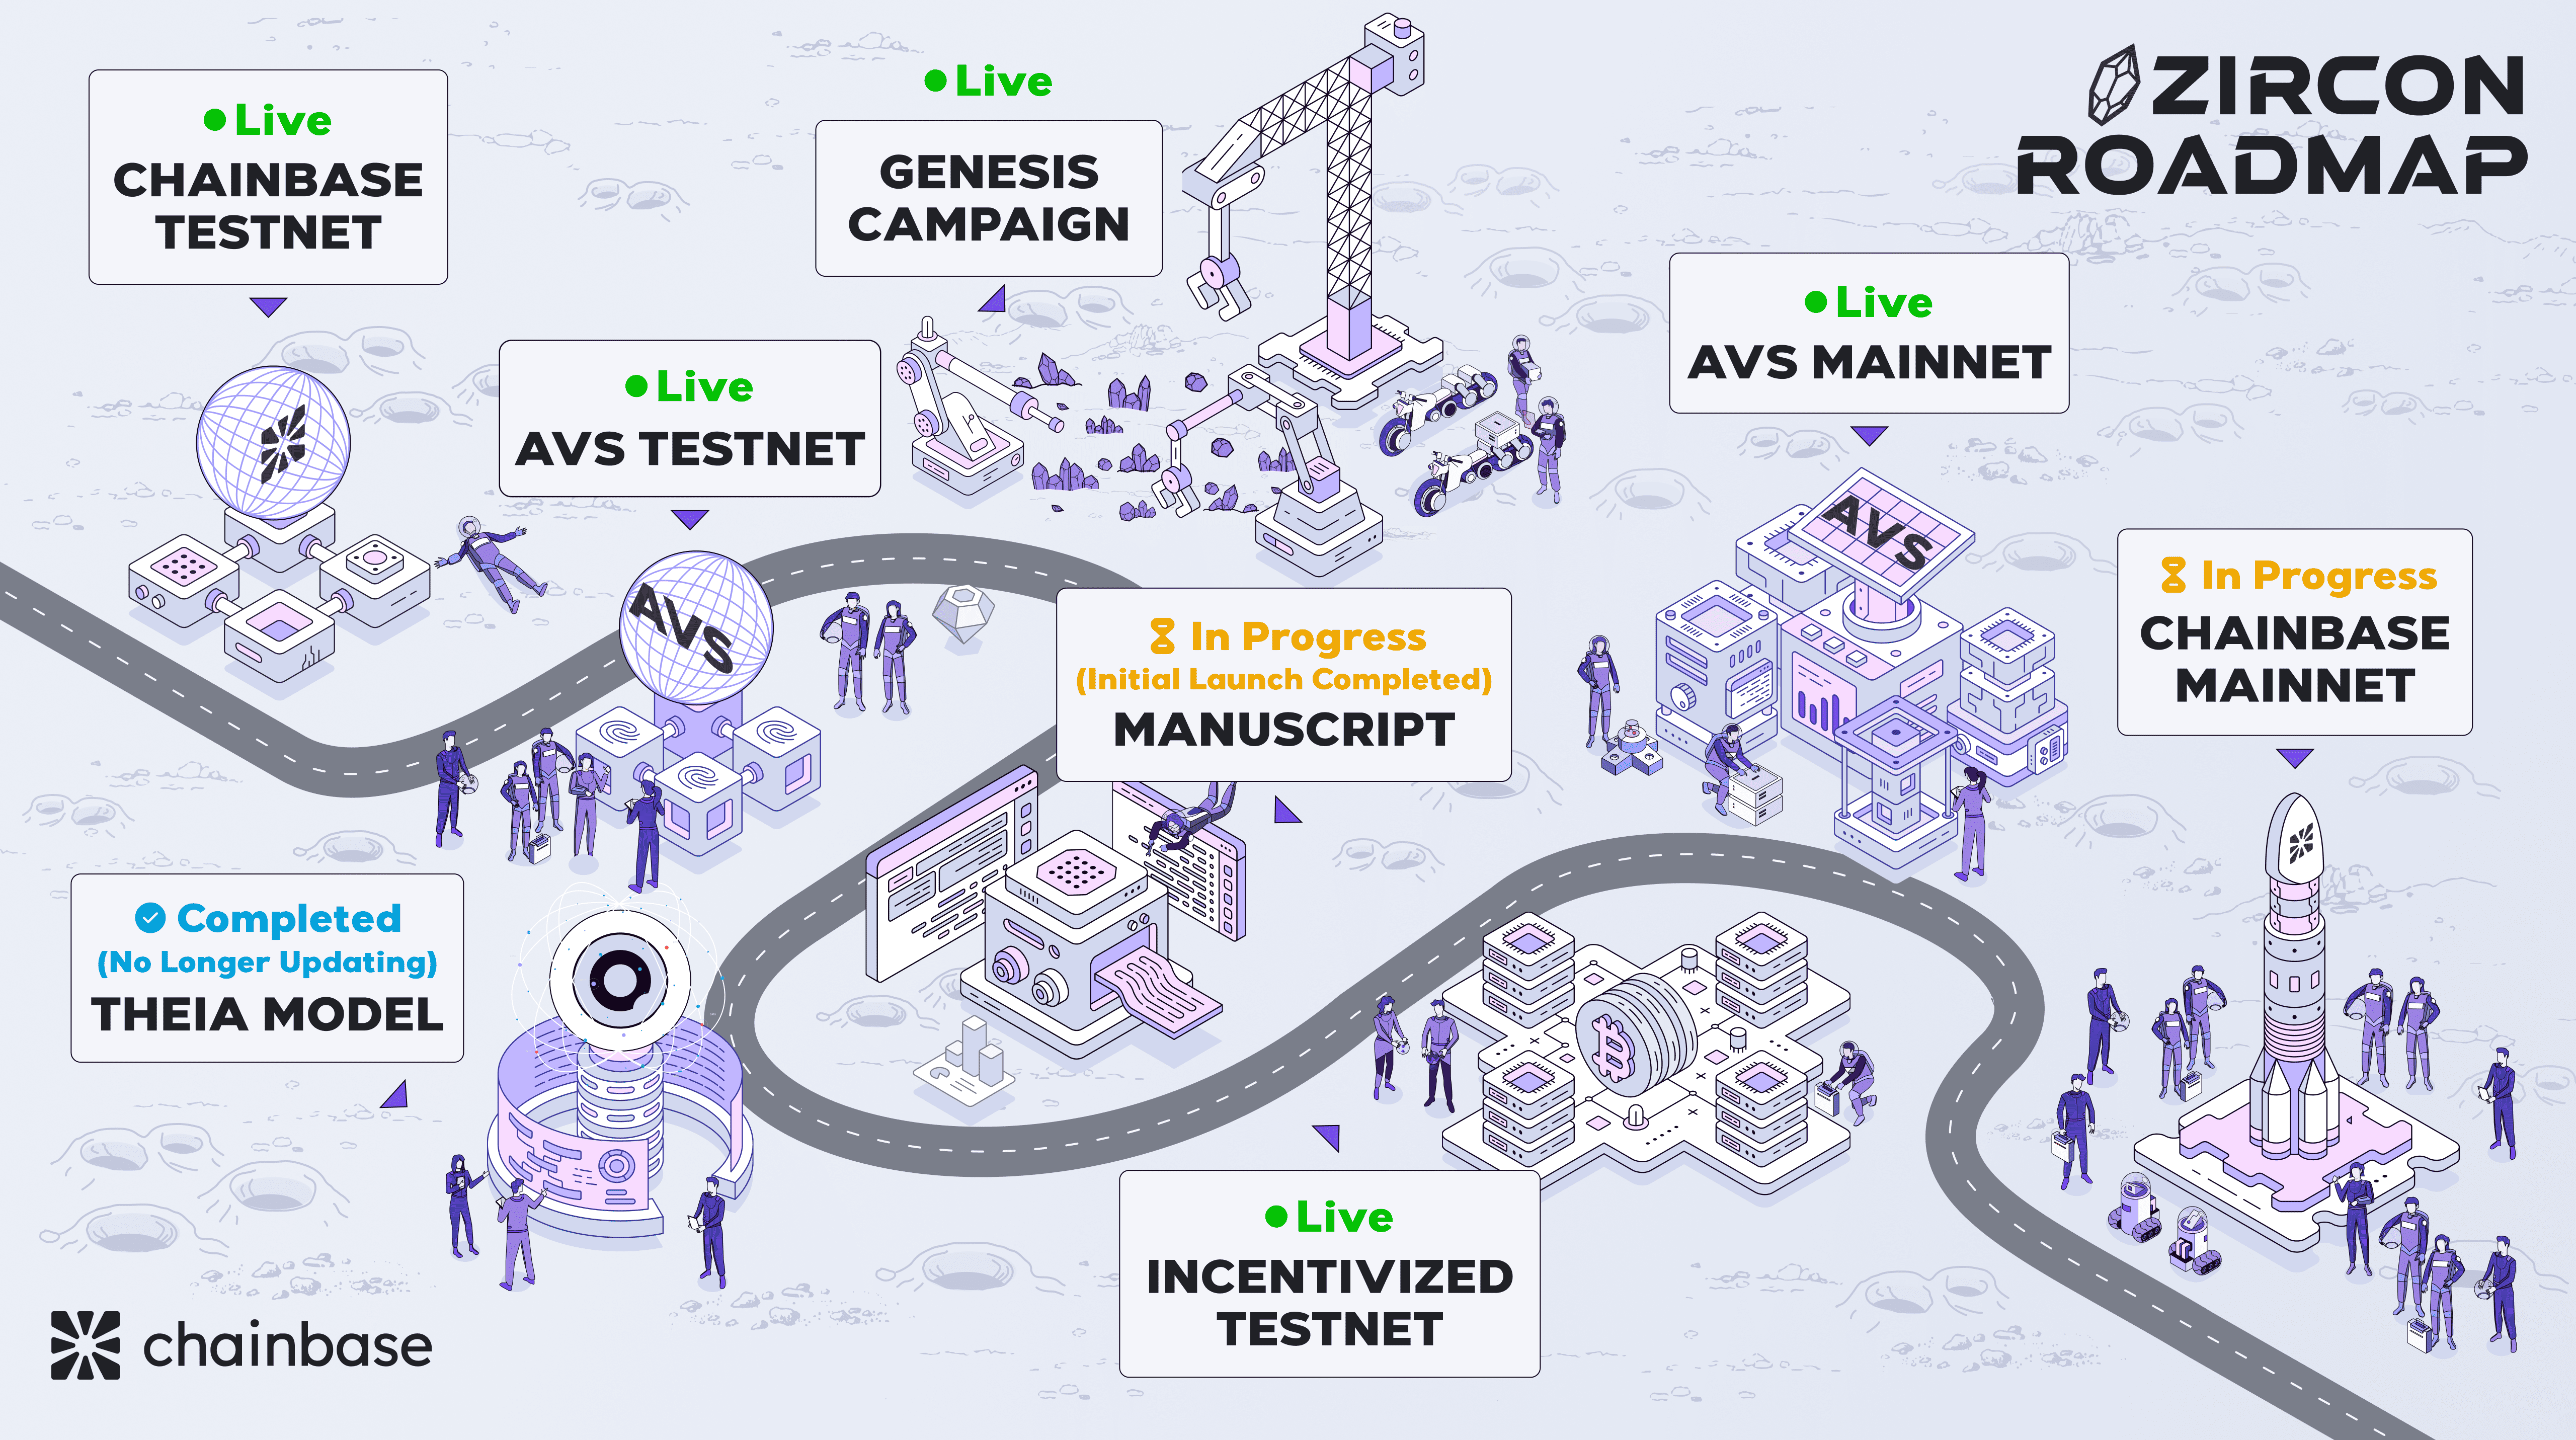 ZIRCON
ROADMAP
Live
CHAINBASE
TESTNET
Live
AVS TESTNET
AVS
Live
GENESIS
CAMPAIGN
In Progress
(Initial Launch Completed)
MANUSCRIPT
Completed
(No Longer Updating)
THEIA MODEL
Live
INCENTIVIZED
TESTNET
Live
AVS MAINNET
AVS
In Progress
CHAINBASE
MAINNET
chainbase